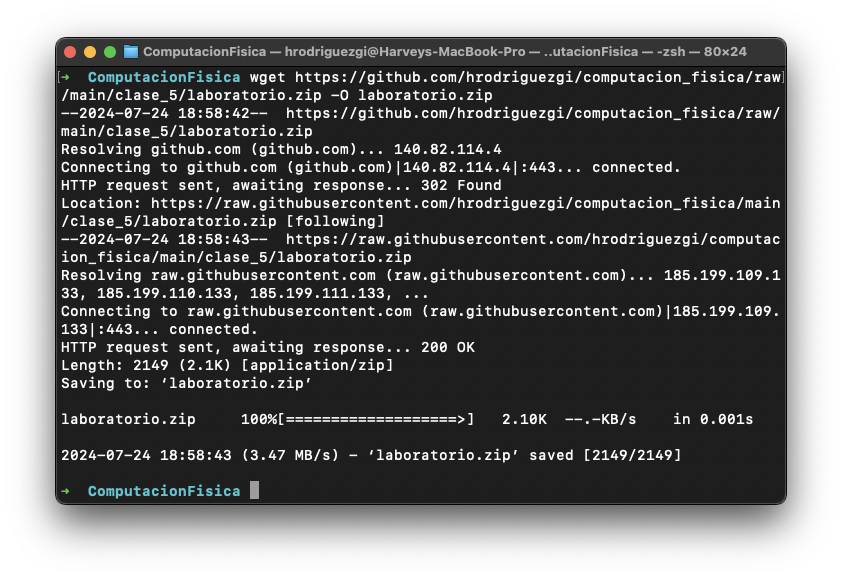 ComputacionFisica — hrodriguezgi@Harveys-MacBook-Pro — ..utacionFisica — -zsh — 80×24
[➜  ComputacionFisica wget https://github.com/hrodriguezgi/computacion_fisica/raw]
/main/clase_5/laboratorio.zip -O laboratorio.zip
--2024-07-24 18:58:42--  https://github.com/hrodriguezgi/computacion_fisica/raw/
main/clase_5/laboratorio.zip
Resolving github.com (github.com)... 140.82.114.4
Connecting to github.com (github.com)|140.82.114.4|:443... connected.
HTTP request sent, awaiting response... 302 Found
Location: https://raw.githubusercontent.com/hrodriguezgi/computacion_fisica/main
/clase_5/laboratorio.zip [following]
--2024-07-24 18:58:43--  https://raw.githubusercontent.com/hrodriguezgi/computac
ion_fisica/main/clase_5/laboratorio.zip
Resolving raw.githubusercontent.com (raw.githubusercontent.com)... 185.199.109.1
33, 185.199.110.133, 185.199.111.133, ...
Connecting to raw.githubusercontent.com (raw.githubusercontent.com)|185.199.109.
133|:443... connected.
HTTP request sent, awaiting response... 200 OK
Length: 2149 (2.1K) [application/zip]
Saving to: ‘laboratorio.zip’
laboratorio.zip     100%[===================>]   2.10K  --.-KB/s    in 0.001s
2024-07-24 18:58:43 (3.47 MB/s) - ‘laboratorio.zip’ saved [2149/2149]
➜  ComputacionFisica